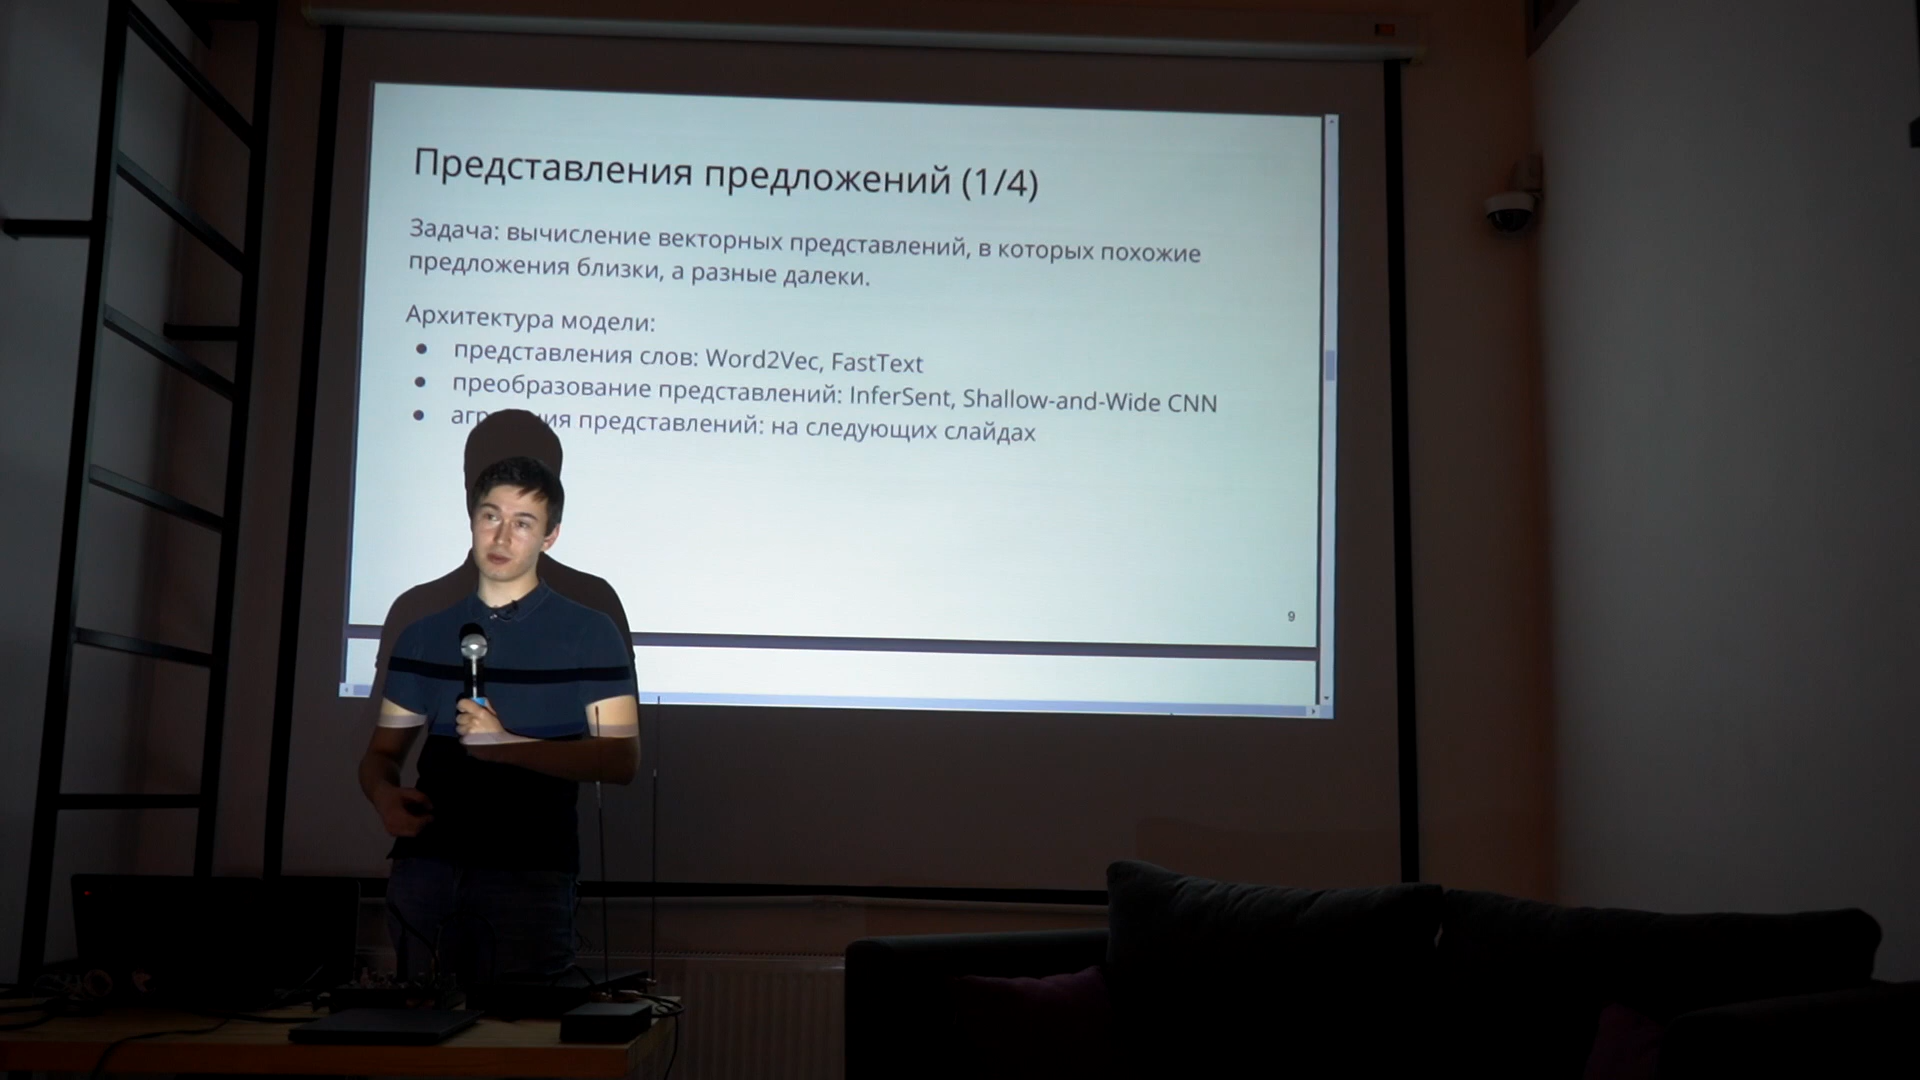 Представления предложений (1/4)
Задача: вычисление векторных представлений, в которых похожие
предложения близки, а разные далеки.
Архитектура модели:
● представления слов: Word2Vec, FastText
● преобразование представлений: InferSent, Shallow-and-Wide CNN
● представлений: на следующих слайдах
9